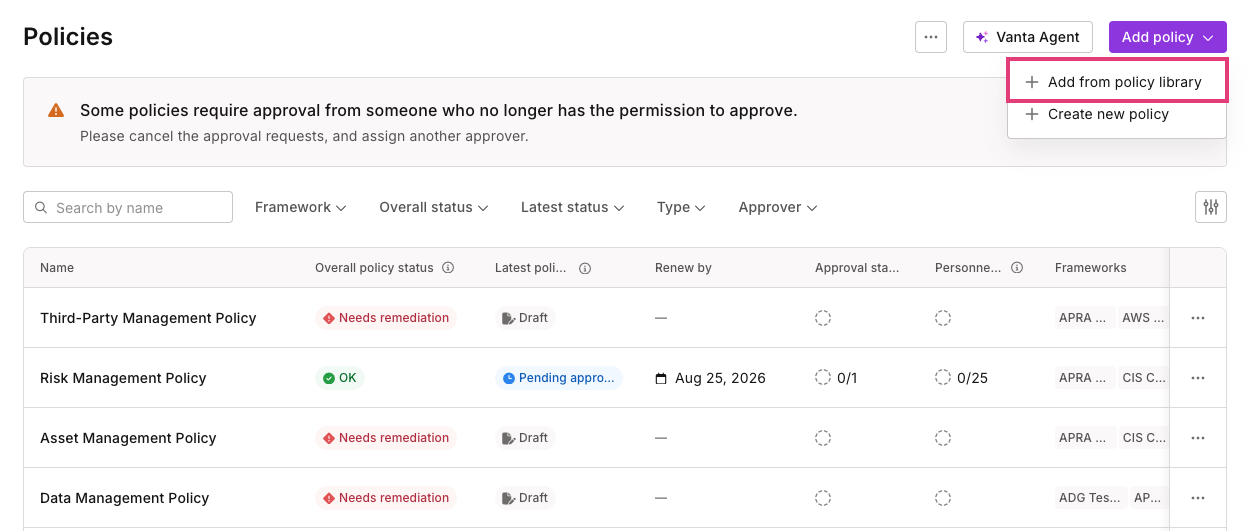 Policies
Vanta Agent
Add policy
Add from policy library
Create new policy
Some policies require approval from someone who no longer has the permission to approve.
Please cancel the approval requests, and assign another approver.
Search by name
Framework
Overall status
Latest status
Type
Approver
Name Overall policy status Latest poli... Renew by Approval sta... Personne... Frameworks
Third-Party Management Policy Needs remediation Draft — APRA ... AWS ...
Risk Management Policy OK Pending appro... Aug 25, 2026 0/1 0/25 APRA ... CIS C...
Asset Management Policy Needs remediation Draft — APRA ... CIS C...
Data Management Policy Needs remediation Draft — ADG Tes... AP...